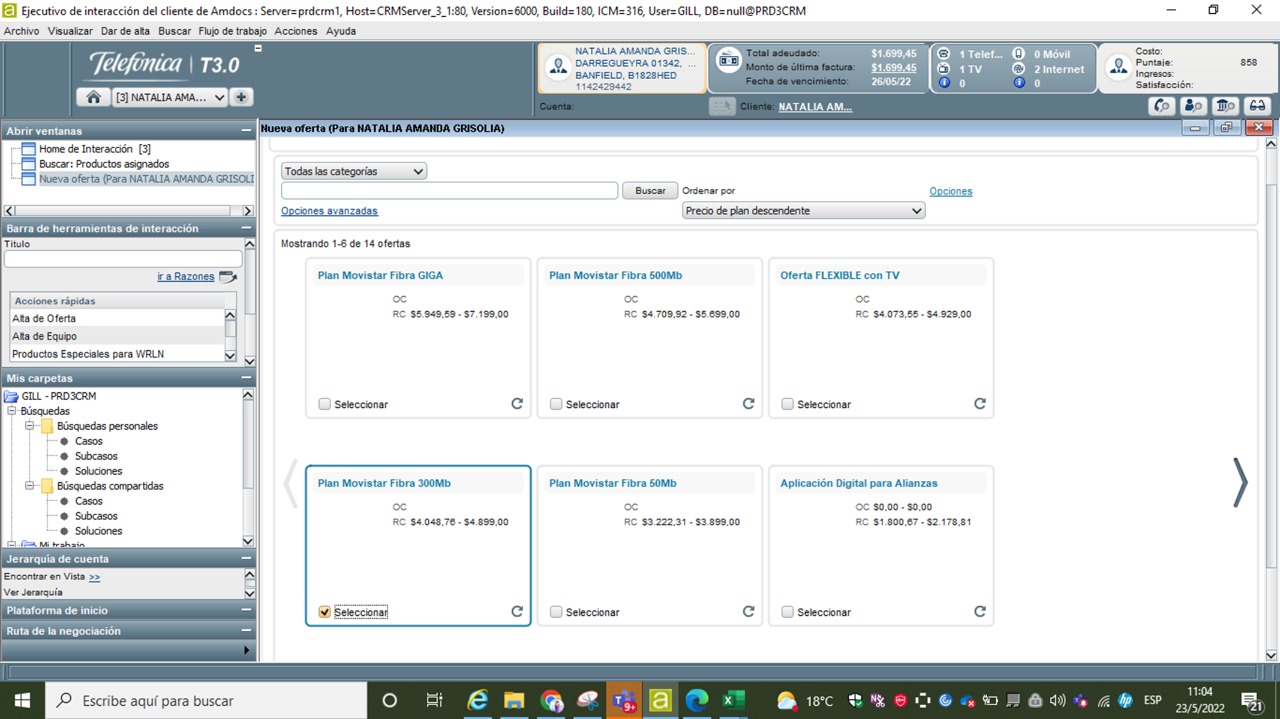 Ejecutivo de interacción del cliente de Amdocs : Server=prdcrm1, Host=CRMServer_3_1:80, Version=6000, Build=180, ICM=316, User=GILL, DB=null@PRD3CRM
Archivo Visualizar Dar de alta Buscar Flujo de trabajo Acciones Ayuda
Telefónica | T3.0
[3] NATALIA AMA...
NATALIA AMANDA GRIS...
DARREGUEYRA 01342, ...
BANFIELD, B1828HED
1142429442
Total adeudado: $1.699,45
Monto de última factura: $1.699,45
Fecha de vencimiento: 26/05/22
1 Telef... 0 Móvil
1 TV 2 Internet
0 0
Costo:
Puntaje: 858
Ingresos:
Satisfacción:
Cuenta: Cliente: NATALIA AM...
Abrir ventanas
Home de Interacción [3]
Buscar: Productos asignados
Nueva oferta (Para NATALIA AMANDA GRISOLI
Barra de herramientas de interacción
Título
ir a Razones
Acciones rápidas
Alta de Oferta
Alta de Equipo
Productos Especiales para WRLN
Mis carpetas
GILL - PRD3CRM
Búsquedas
Búsquedas personales
Casos
Subcasos
Soluciones
Búsquedas compartidas
Casos
Subcasos
Soluciones
Mi trabajo
Jerarquía de cuenta
Encontrar en Vista >>
Ver Jerarquía
Plataforma de inicio
Ruta de la negociación
Nueva oferta (Para NATALIA AMANDA GRISOLIA)
Todas las categorías
Buscar Ordenar por Opciones
Opciones avanzadas Precio de plan descendente
Mostrando 1-6 de 14 ofertas
Plan Movistar Fibra GIGA
OC
RC $5.949,59 - $7.199,00
Seleccionar
Plan Movistar Fibra 500Mb
OC
RC $4.709,92 - $5.699,00
Seleccionar
Oferta FLEXIBLE con TV
OC
RC $4.073,55 - $4.929,00
Seleccionar
Plan Movistar Fibra 300Mb
OC
RC $4.048,76 - $4.899,00
Seleccionar
Plan Movistar Fibra 50Mb
OC
RC $3.222,31 - $3.899,00
Seleccionar
Aplicación Digital para Alianzas
OC $0,00 - $0,00
RC $1.800,67 - $2.178,81
Seleccionar
Escribe aquí para buscar
9+
18°C
ESP
11:04
23/5/2022
21